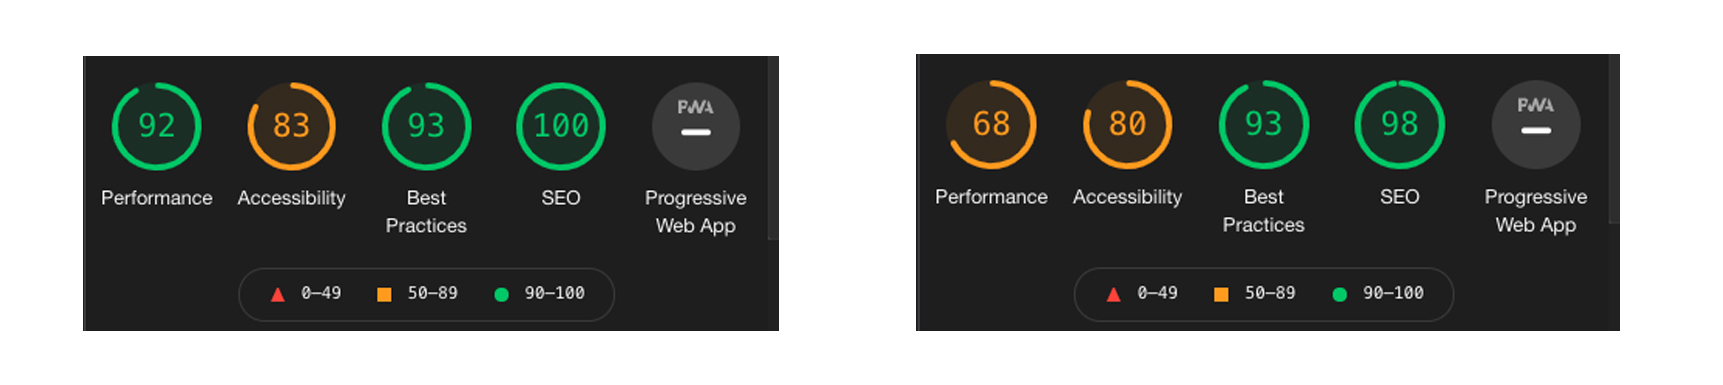 92 83 93 100 PWA
Performance Accessibility Best Practices SEO Progressive Web App
0–49 50–89 90–100
68 80 93 98 PWA
Performance Accessibility Best Practices SEO Progressive Web App
0–49 50–89 90–100